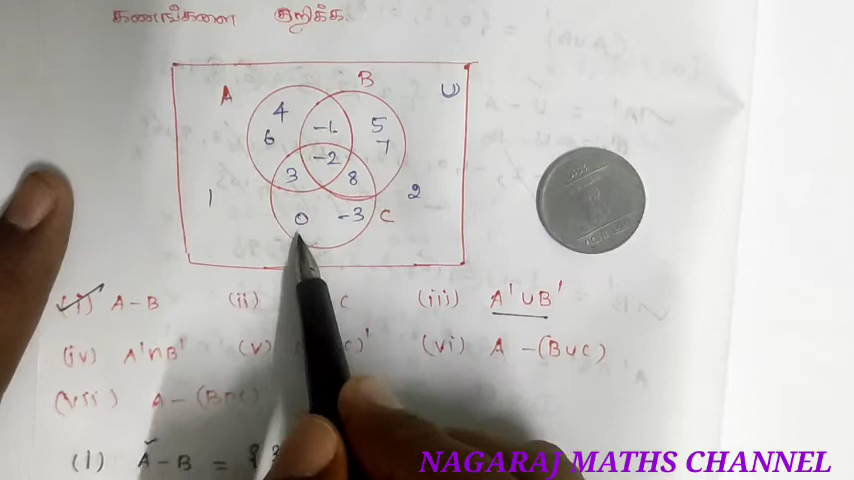 கணங்களை குறிக்க.
A B U
4 -1 5
6 7
-2
3 8
1 2
0 -3 C
(i) A-B (ii) C (iii) A'∪B'
(iv) A'∩B' (v) )' (vi) A -(B∪C)
(vii) A-(B∩C)
(i) A-B = {3
NAGARAJ MATHS CHANNEL